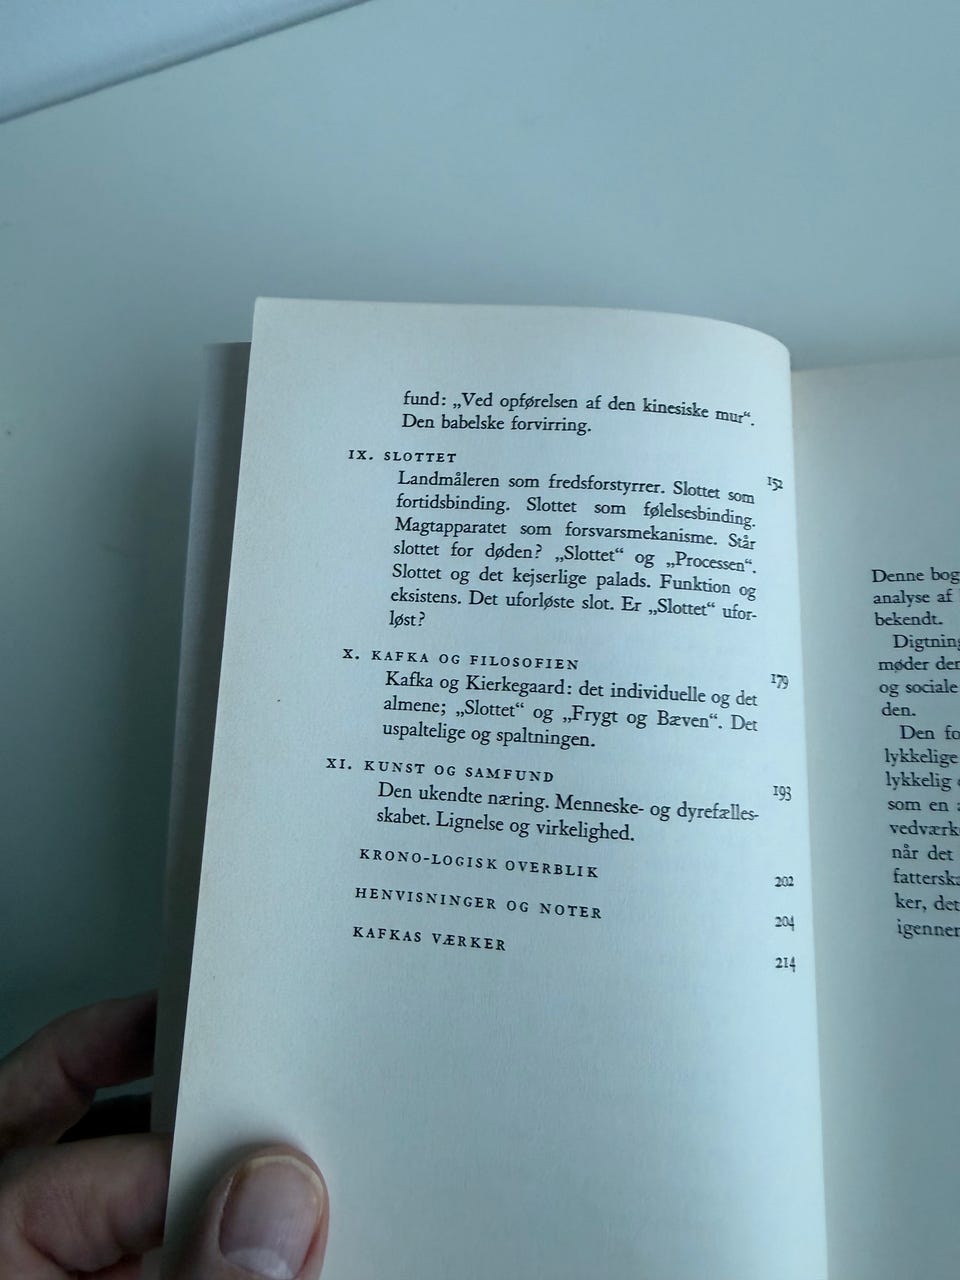 fund: „Ved opførelsen af den kinesiske mur“.
Den babelske forvirring.
IX. SLOTTET 152
Landmåleren som fredsforstyrrer. Slottet som
fortidsbinding. Slottet som følelsesbinding.
Magtapparatet som forsvarsmekanisme. Står
slottet for døden? „Slottet“ og „Processen“.
Slottet og det kejserlige palads. Funktion og
eksistens. Det uforløste slot. Er „Slottet“ ufor-
løst?
X. KAFKA OG FILOSOFIEN 179
Kafka og Kierkegaard: det individuelle og det
almene; „Slottet“ og „Frygt og Bæven“. Det
uspaltelige og spaltningen.
XI. KUNST OG SAMFUND 193
Den ukendte næring. Menneske- og dyrefælles-
skabet. Lignelse og virkelighed.
KRONO-LOGISK OVERBLIK 202
HENVISNINGER OG NOTER 204
KAFKAS VÆRKER 214
Denne bog
analyse af
bekendt.
Digtning
møder der
og sociale
den.
Den fo
lykkelige
lykkelig
som en
vedværk
når det
fatterska
ker, det
igennem